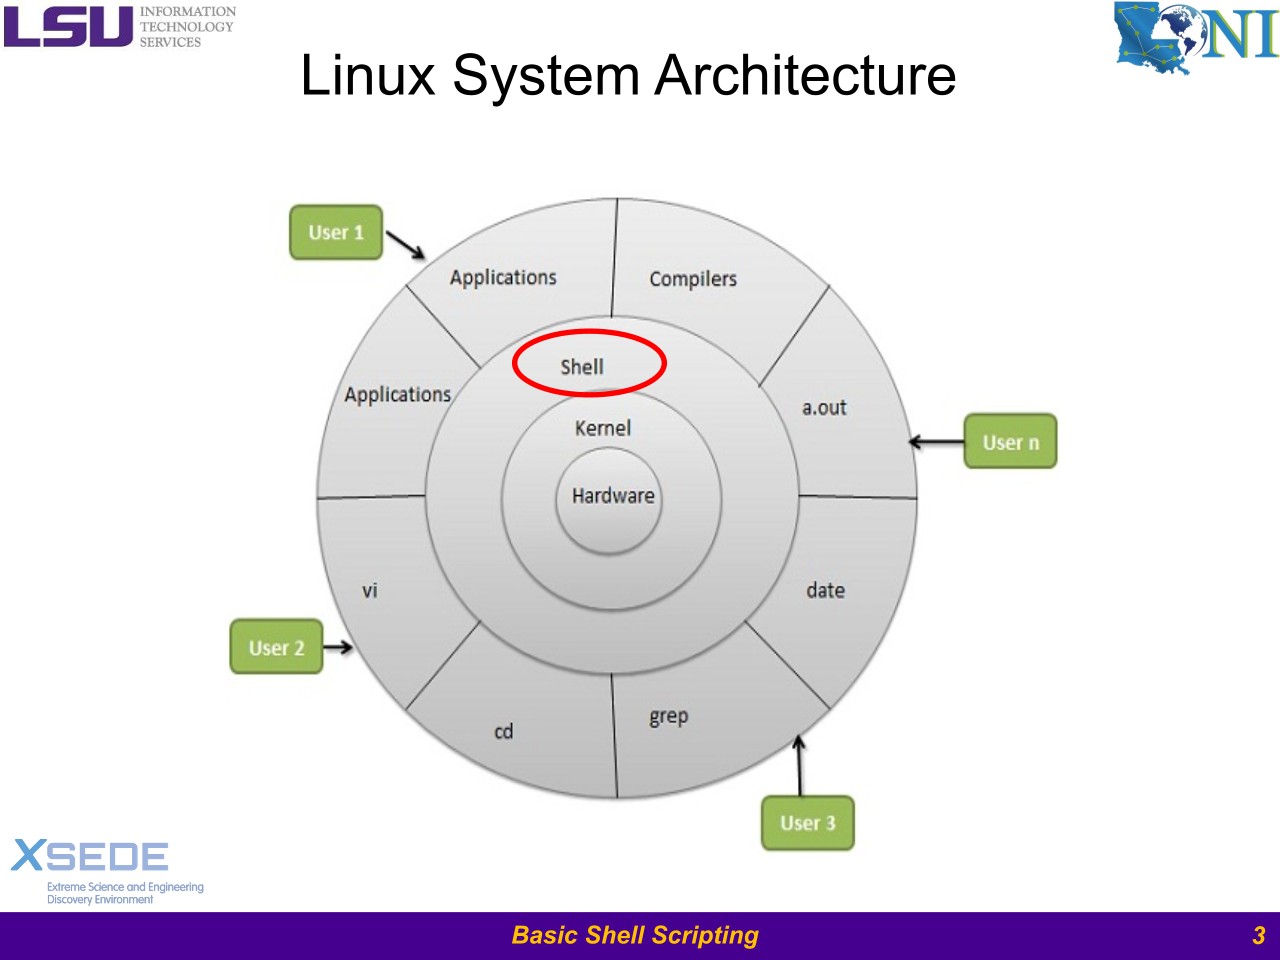 LSU
INFORMATION
TECHNOLOGY
SERVICES
LONI
Linux System Architecture
User 1
Applications
Compilers
Shell
Applications
a.out
Kernel
User n
Hardware
vi
date
User 2
cd
grep
User 3
XSEDE
Extreme Science and Engineering
Discovery Environment
Basic Shell Scripting
3